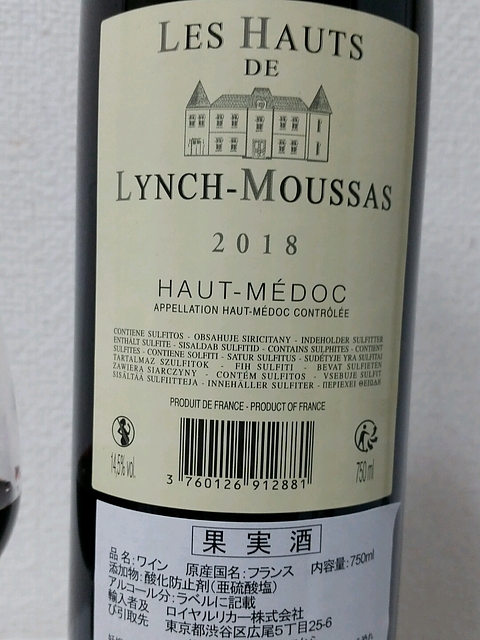 LES HAUTS
DE
LYNCH-MOUSSAS
2018
HAUT-MÉDOC
APPELLATION HAUT-MÉDOC CONTRÔLÉE
CONTIENE SULFITOS - OBSAHUJE SIRICITANY - INDEHOLDER SULFITTER
ENTHÄLT SULFITE - SISALDAB SULFITID - CONTAINS SULPHITES - CONTIENT
SULFITES - CONTIENE SOLFITI - SATUR SULFITUS - SUDĖTYJE YRA SULFITAI
TARTALMAZ SZULFITOK - FIH SULFITI - BEVAT SULFIETEN
ZAWIERA SIARCZYNY - CONTÉM SULFITOS - VSEBUJE SULFIT
SISÄLTÄÄ SULFIITTEJA - INNEHÅLLER SULFITER - ΠΕΡΙΕΧΕΙ ΘΕΙΩΔΗ
PRODUIT DE FRANCE - PRODUCT OF FRANCE
14,5% vol.
750 ml
3 760126 912881
果実酒
品名:ワイン 原産国名:フランス 内容量:750ml
添加物:酸化防止剤(亜硫酸塩)
アルコール分:ラベルに記載
輸入者及 ロイヤルリカー株式会社
び引取先 東京都渋谷区広尾5丁目25-6